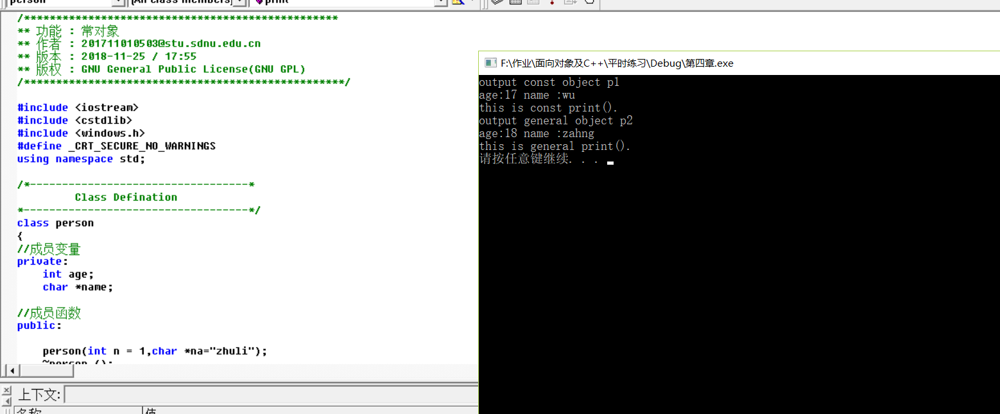 person [All class members] print
/*************************************************
** 功能 : 常对象
** 作者 : 201711010503@stu.sdnu.edu.cn
** 版本 : 2018-11-25 / 17:55
** 版权 : GNU General Public License(GNU GPL)
/**************************************************/
#include <iostream>
#include <cstdlib>
#include <windows.h>
#define _CRT_SECURE_NO_WARNINGS
using namespace std;
/*----------------------------------*
Class Defination
*-----------------------------------*/
class person
{
//成员变量
private:
int age;
char *name;
//成员函数
public:
person(int n = 1,char *na="zhuli");
~person ();
上下文:
名称 值
F:\作业\面向对象及C++\平时练习\Debug\第四章.exe
output const object p1
age:17 name :wu
this is const print().
output general object p2
age:18 name :zahng
this is general print().
请按任意键继续. . .